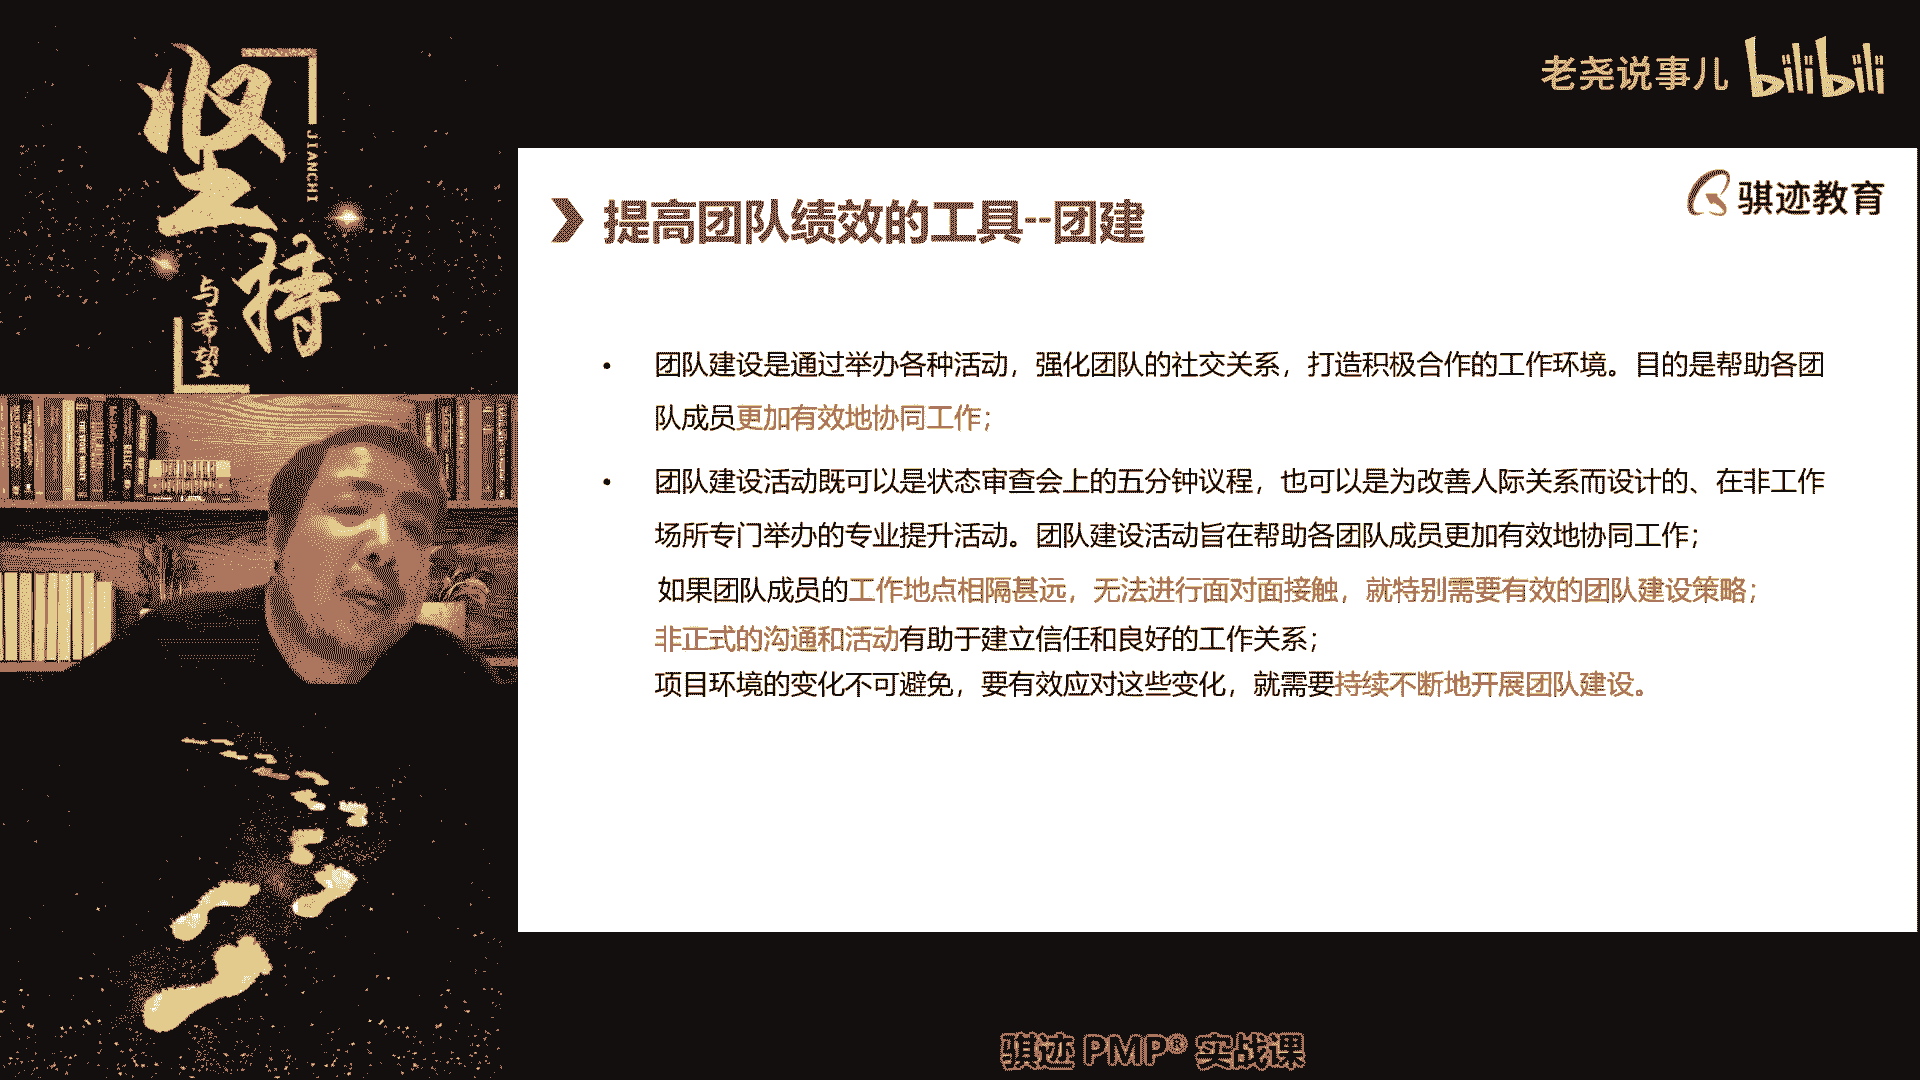 坚持
JIANCHI
与希望
老尧说事儿 bilibili
骐迹教育
提高团队绩效的工具--团建
• 团队建设是通过举办各种活动，强化团队的社交关系，打造积极合作的工作环境。目的是帮助各团
队成员更加有效地协同工作；
• 团队建设活动既可以是状态审查会上的五分钟议程，也可以是为改善人际关系而设计的、在非工作
场所专门举办的专业提升活动。团队建设活动旨在帮助各团队成员更加有效地协同工作；
如果团队成员的工作地点相隔甚远，无法进行面对面接触，就特别需要有效的团队建设策略；
非正式的沟通和活动有助于建立信任和良好的工作关系；
项目环境的变化不可避免，要有效应对这些变化，就需要持续不断地开展团队建设。
骐迹 PMP® 实战课